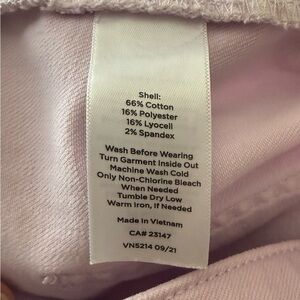 Shell:
66% Cotton
16% Polyester
16% Lyocell
2% Spandex
Wash Before Wearing
Turn Garment Inside Out
Machine Wash Cold
Only Non-Chlorine Bleach
When Needed
Tumble Dry Low
Warm Iron, If Needed
Made in Vietnam
CA# 23147
VN5214 09/21